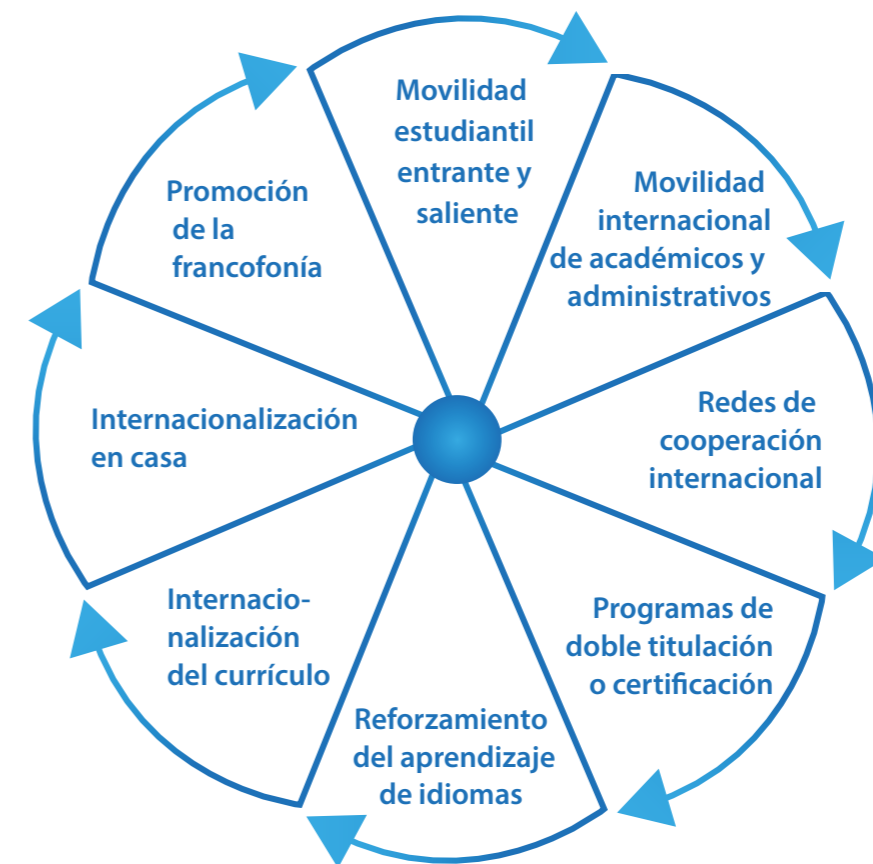 Movilidad
estudiantil
entrante y
saliente
Movilidad
internacional
de académicos y
administrativos
Redes de
cooperación
internacional
Programas de
doble titulación
o certificación
Reforzamiento
del aprendizaje
de idiomas
Internacio-
nalización
del currículo
Internacionalización
en casa
Promoción
de la
francofonía